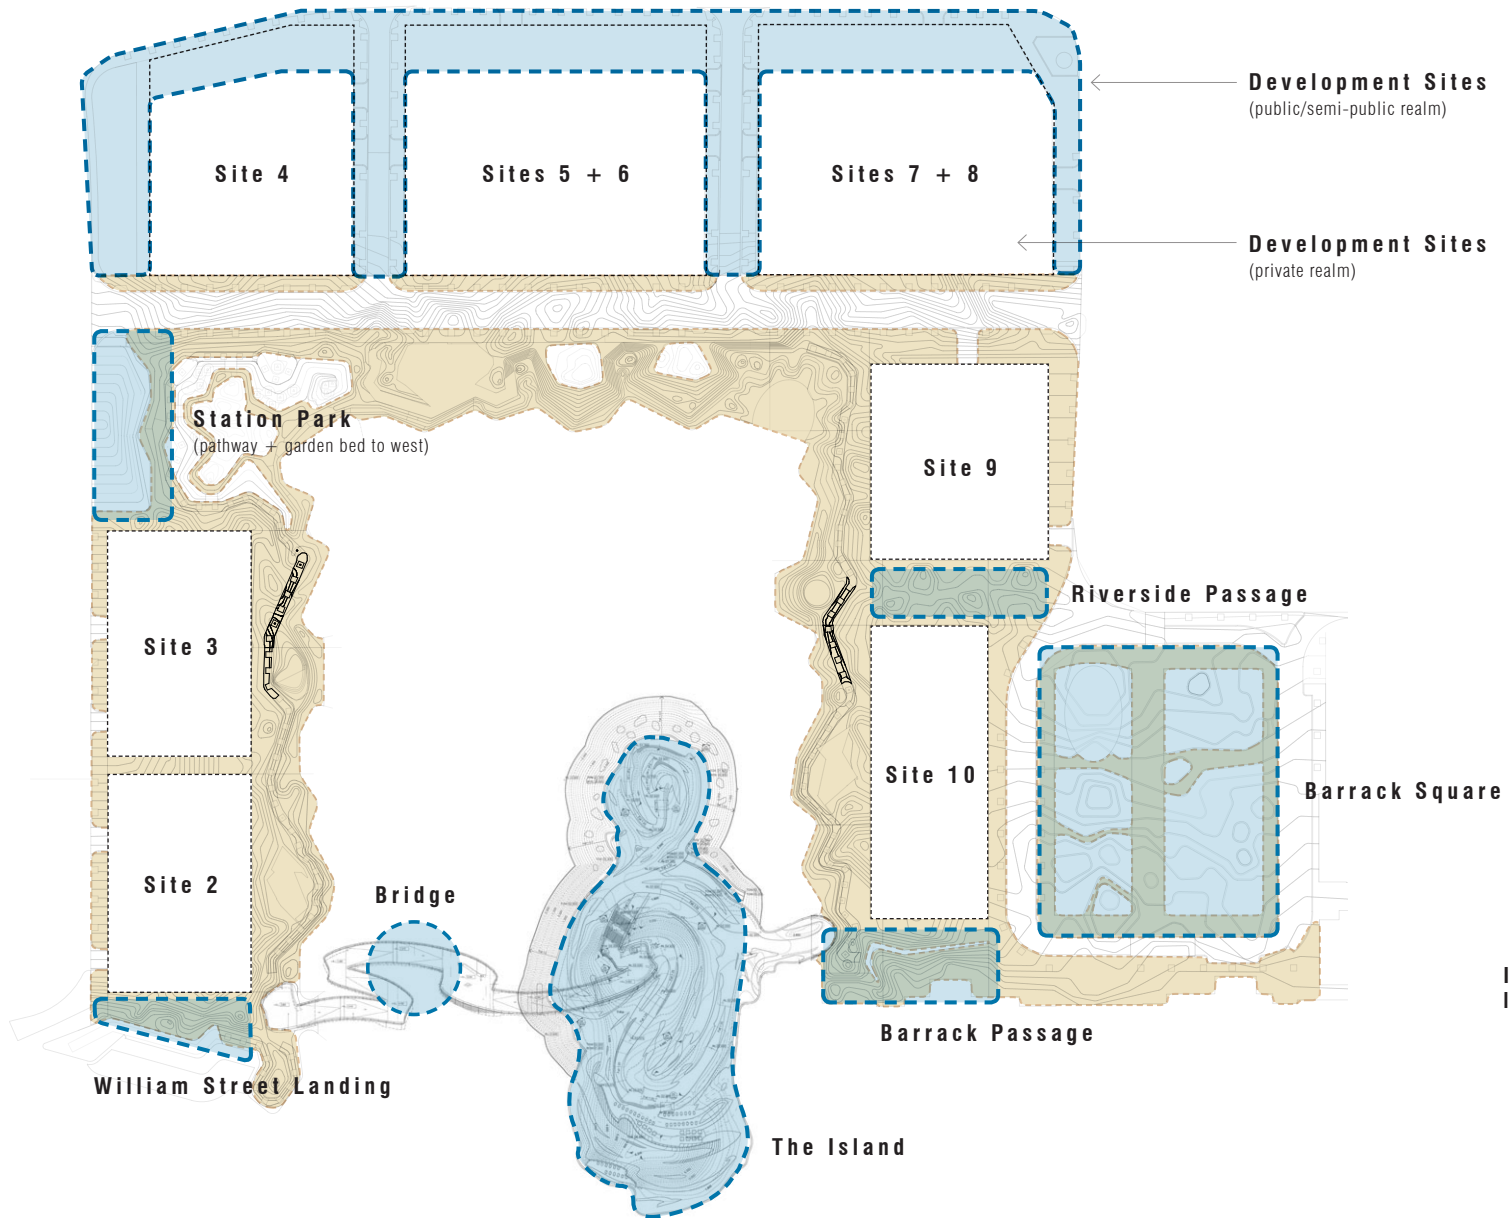 Development Sites
(public/semi-public realm)
Site 4
Sites 5 + 6
Sites 7 + 8
Development Sites
(private realm)
Station Park
(pathway + garden bed to west)
Site 9
Riverside Passage
Site 3
Site 10
Barrack Square
Site 2
Bridge
Barrack Passage
William Street Landing
The Island